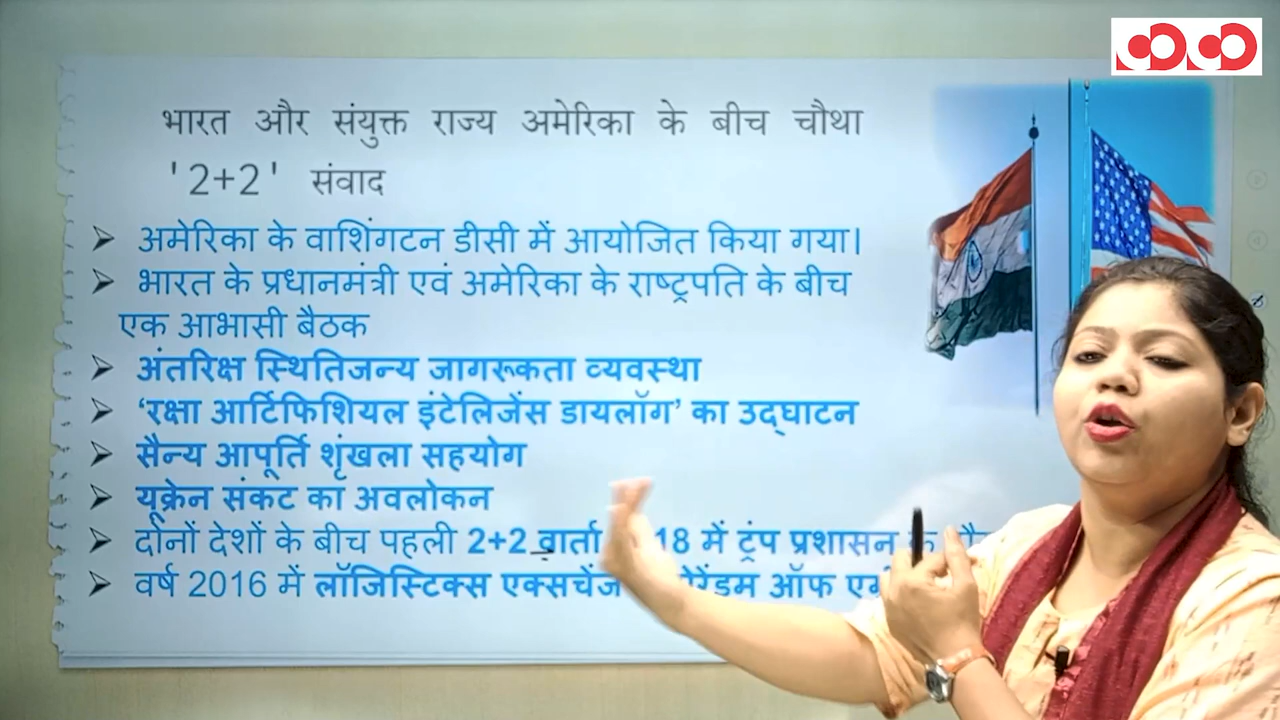 भारत और संयुक्त राज्य अमेरिका के बीच चौथा
'2+2' संवाद
अमेरिका के वाशिंगटन डीसी में आयोजित किया गया।
भारत के प्रधानमंत्री एवं अमेरिका के राष्ट्रपति के बीच
एक आभासी बैठक
अंतरिक्ष स्थितिजन्य जागरूकता व्यवस्था
‘रक्षा आर्टिफिशियल इंटेलिजेंस डायलॉग’ का उद्घाटन
सैन्य आपूर्ति शृंखला सहयोग
यूक्रेन संकट का अवलोकन
दोनों देशों के बीच पहली 2+2 वार्ता 18 में ट्रंप प्रशासन के
वर्ष 2016 में लॉजिस्टिक्स ऑफ